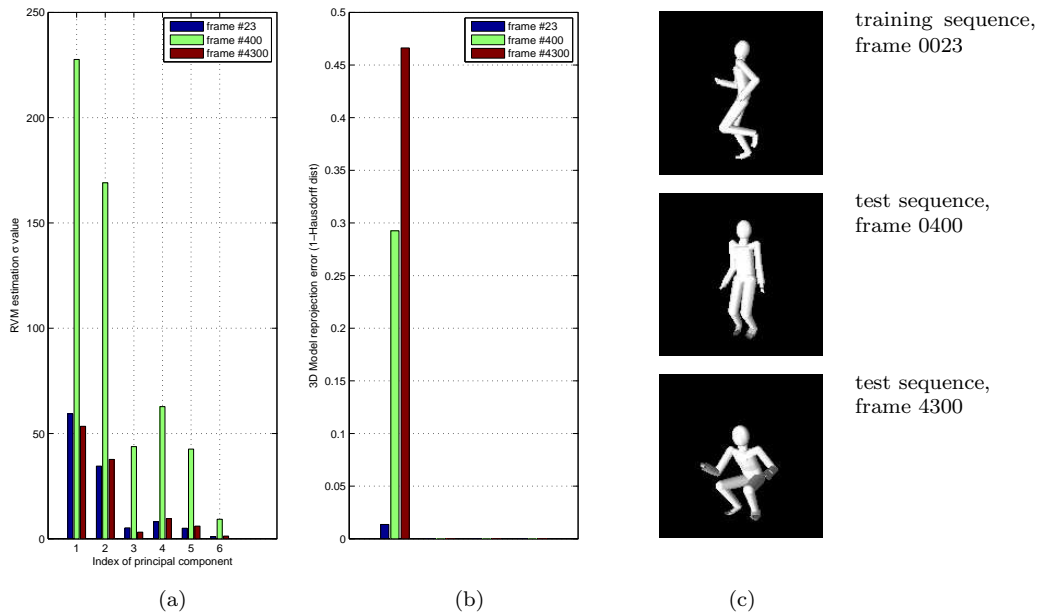 250
200
150
100
50
0
RVM estimation σ value
1 2 3 4 5 6
Index of principal component
frame #23
frame #400
frame #4300
(a)
0.5
0.45
0.4
0.35
0.3
0.25
0.2
0.15
0.1
0.05
0
3D Model reprojection error (1−Hausdorff dist)
frame #23
frame #400
frame #4300
(b)
training sequence,
frame 0023
test sequence,
frame 0400
test sequence,
frame 4300
(c)